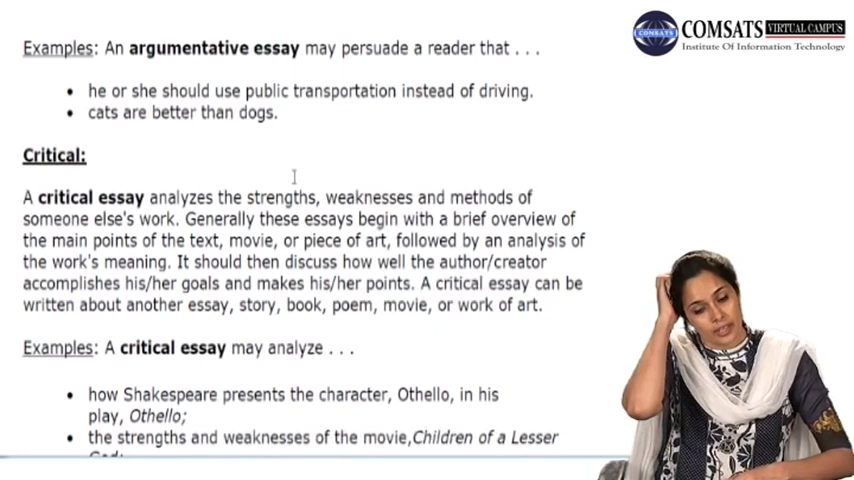 COMSATS VIRTUAL CAMPUS
COMSATS
Institute Of Information Technology
Examples: An argumentative essay may persuade a reader that . . .
• he or she should use public transportation instead of driving.
• cats are better than dogs.
Critical:
A critical essay analyzes the strengths, weaknesses and methods of
someone else's work. Generally these essays begin with a brief overview of
the main points of the text, movie, or piece of art, followed by an analysis of
the work's meaning. It should then discuss how well the author/creator
accomplishes his/her goals and makes his/her points. A critical essay can be
written about another essay, story, book, poem, movie, or work of art.
Examples: A critical essay may analyze . . .
• how Shakespeare presents the character, Othello, in his
play, Othello;
• the strengths and weaknesses of the movie,Children of a Lesser